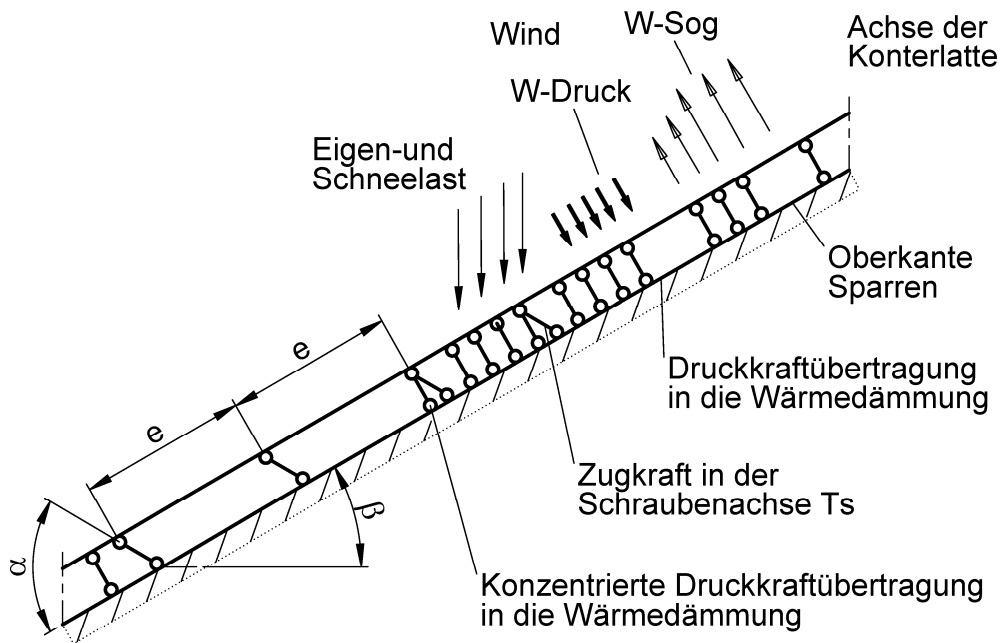 Wind
W-Sog
Achse der
Konterlatte
W-Druck
Eigen-und
Schneelast
Oberkante
Sparren
e
e
Druckkraftübertragung
in die Wärmedämmung
Zugkraft in der
Schraubenachse Ts
α
β
Konzentrierte Druckkraftübertragung
in die Wärmedämmung